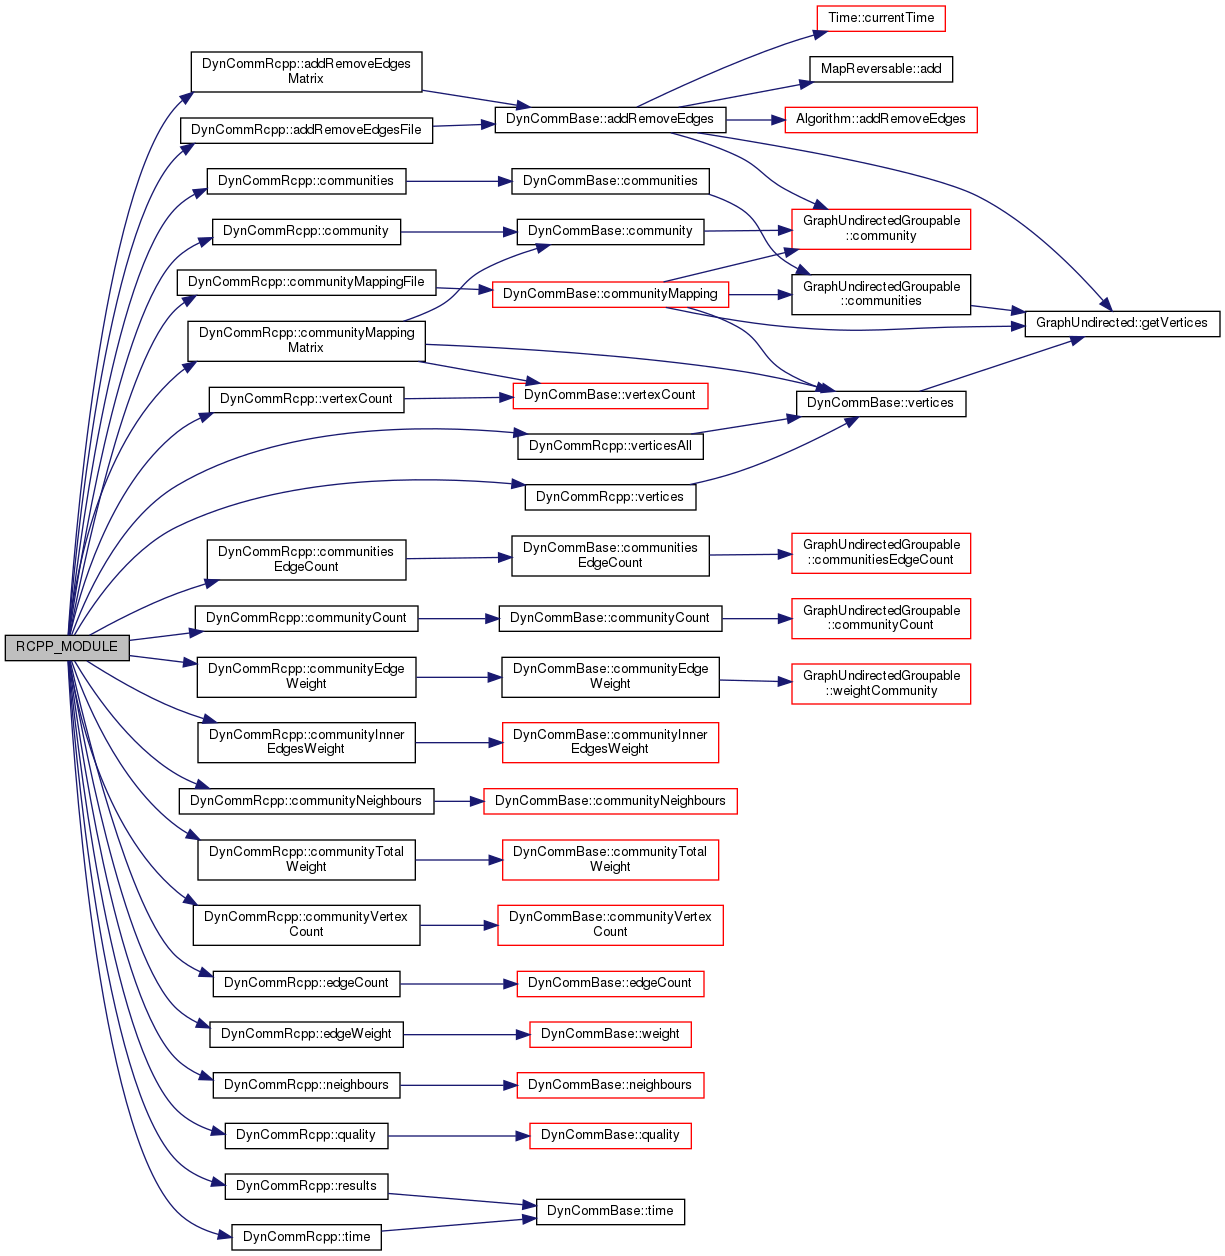 RCPP_MODULE
DynCommRcpp::addRemoveEdges
Matrix
DynCommRcpp::addRemoveEdgesFile
DynCommRcpp::communities
DynCommRcpp::community
DynCommRcpp::communityMappingFile
DynCommRcpp::communityMapping
Matrix
DynCommRcpp::vertexCount
DynCommRcpp::verticesAll
DynCommRcpp::vertices
DynCommRcpp::communities
EdgeCount
DynCommRcpp::communityCount
DynCommRcpp::communityEdge
Weight
DynCommRcpp::communityInner
EdgesWeight
DynCommRcpp::communityNeighbours
DynCommRcpp::communityTotal
Weight
DynCommRcpp::communityVertex
Count
DynCommRcpp::edgeCount
DynCommRcpp::edgeWeight
DynCommRcpp::neighbours
DynCommRcpp::quality
DynCommRcpp::results
DynCommRcpp::time
DynCommBase::addRemoveEdges
DynCommBase::communities
DynCommBase::community
DynCommBase::communityMapping
DynCommBase::vertexCount
DynCommBase::communities
EdgeCount
DynCommBase::communityCount
DynCommBase::communityEdge
Weight
DynCommBase::communityInner
EdgesWeight
DynCommBase::communityNeighbours
DynCommBase::communityTotal
Weight
DynCommBase::communityVertex
Count
DynCommBase::edgeCount
DynCommBase::weight
DynCommBase::neighbours
DynCommBase::quality
DynCommBase::time
Time::currentTime
MapReversable::add
Algorithm::addRemoveEdges
GraphUndirectedGroupable
::community
GraphUndirectedGroupable
::communities
DynCommBase::vertices
GraphUndirectedGroupable
::communitiesEdgeCount
GraphUndirectedGroupable
::communityCount
GraphUndirectedGroupable
::weightCommunity
GraphUndirected::getVertices